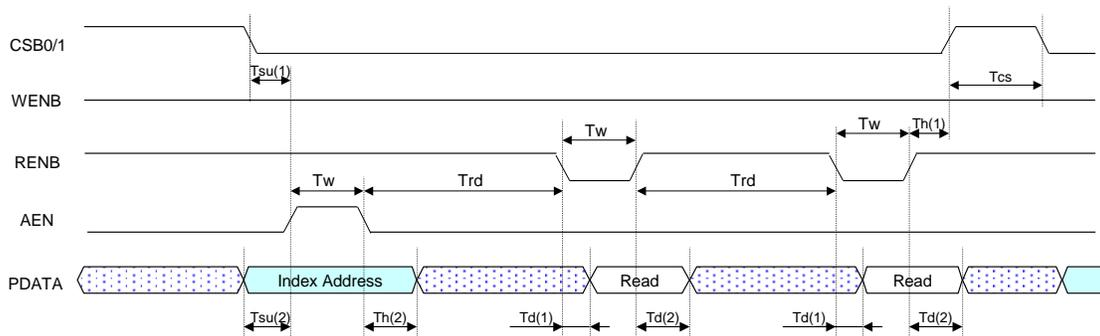 CSB0/1
Tsu(1)
Tcs
WENB
Tw
Tw
Th(1)
RENB
Tw
Trd
Trd
AEN
PDATA
Index Address
Read
Read
Tsu(2)
Th(2)
Td(1)
Td(2)
Td(1)
Td(2)